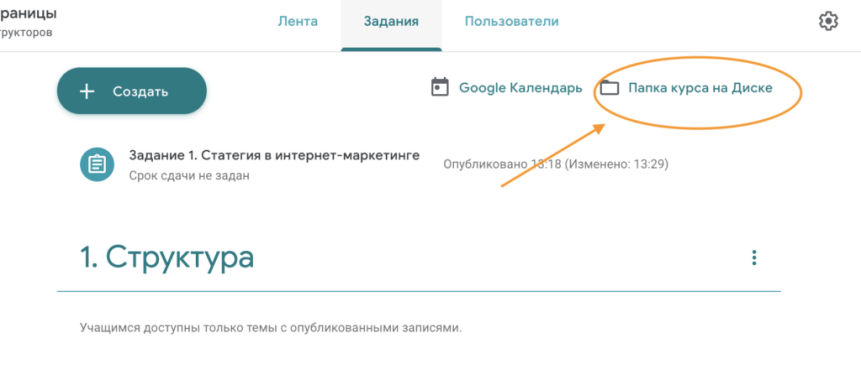 раницы
рукторов
Лента
Задания
Пользователи
Создать
Google Календарь
Папка курса на Диске
Задание 1. Статегия в интернет-маркетинге
Срок сдачи не задан
Опубликовано 13:18 (Изменено: 13:29)
1. Структура
Учащимся доступны только темы с опубликованными записями.